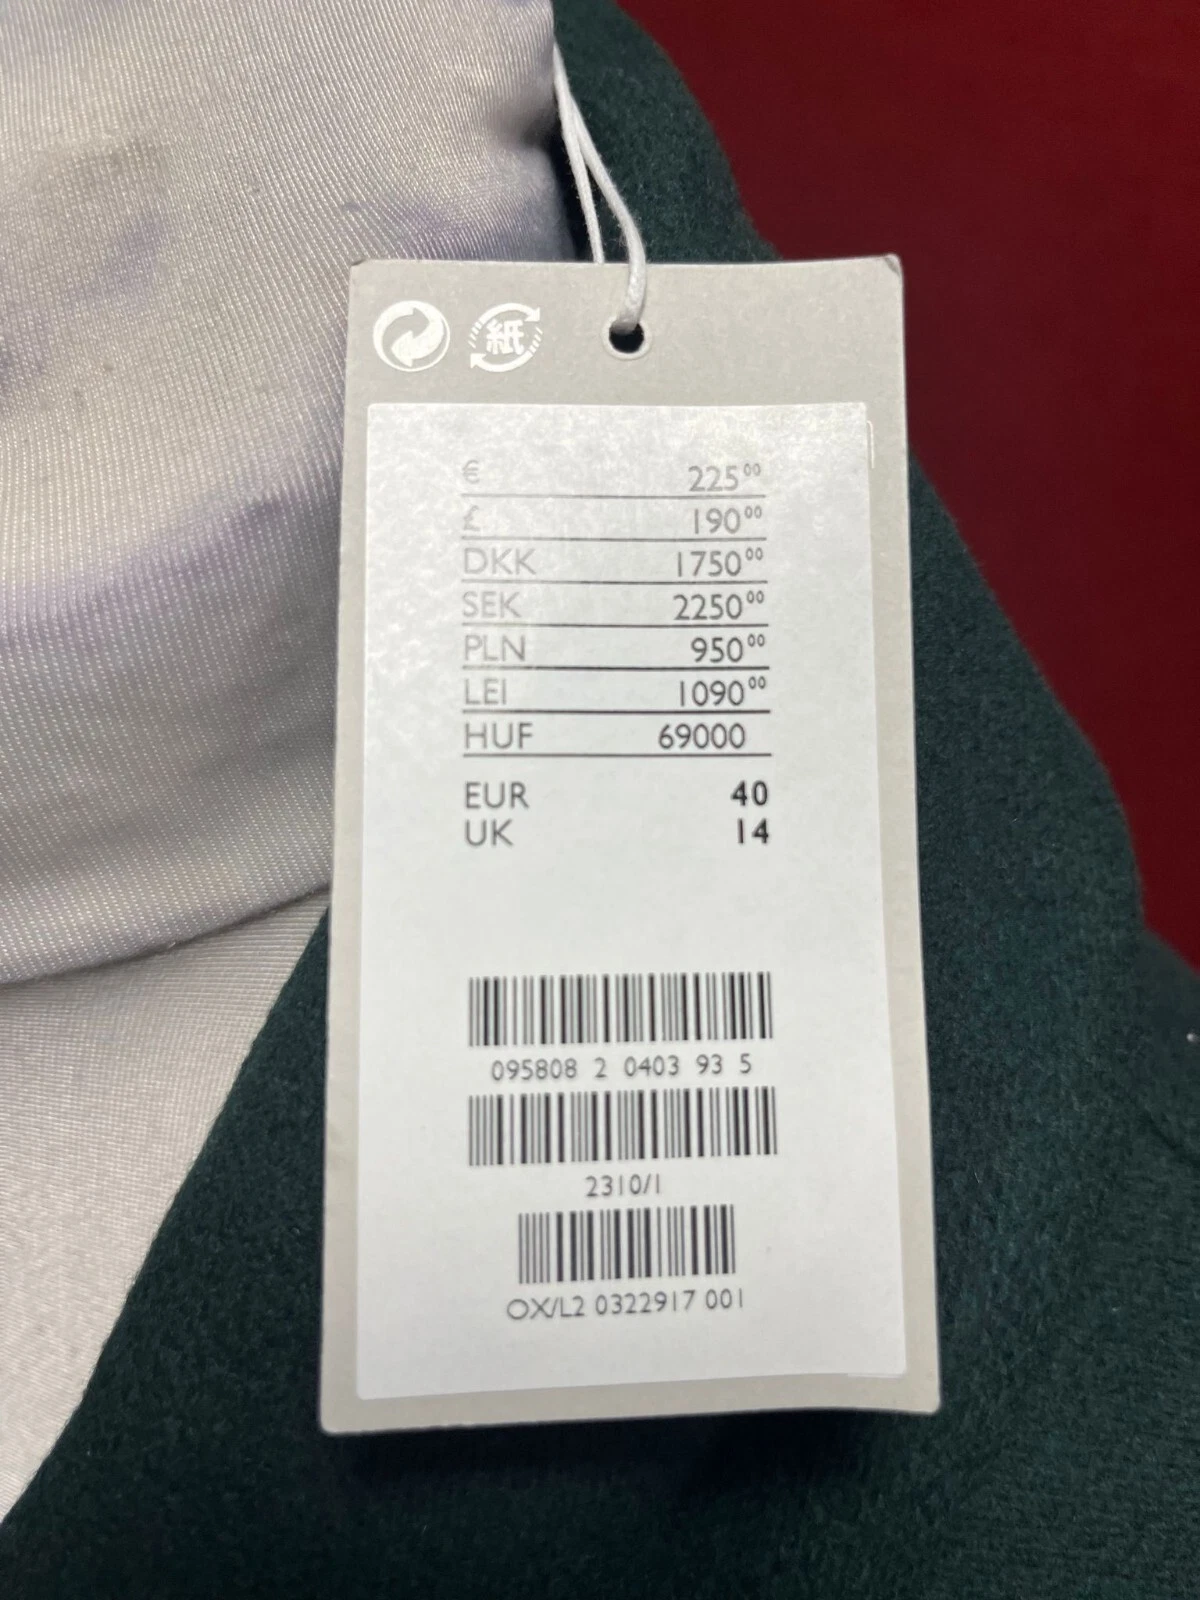 紙
€ 225⁰⁰
£ 190⁰⁰
DKK 1750⁰⁰
SEK 2250⁰⁰
PLN 950⁰⁰
LEI 1090⁰⁰
HUF 69000
EUR 40
UK 14
095808 2 0403 93 5
2310/1
OX/L2 0322917 001